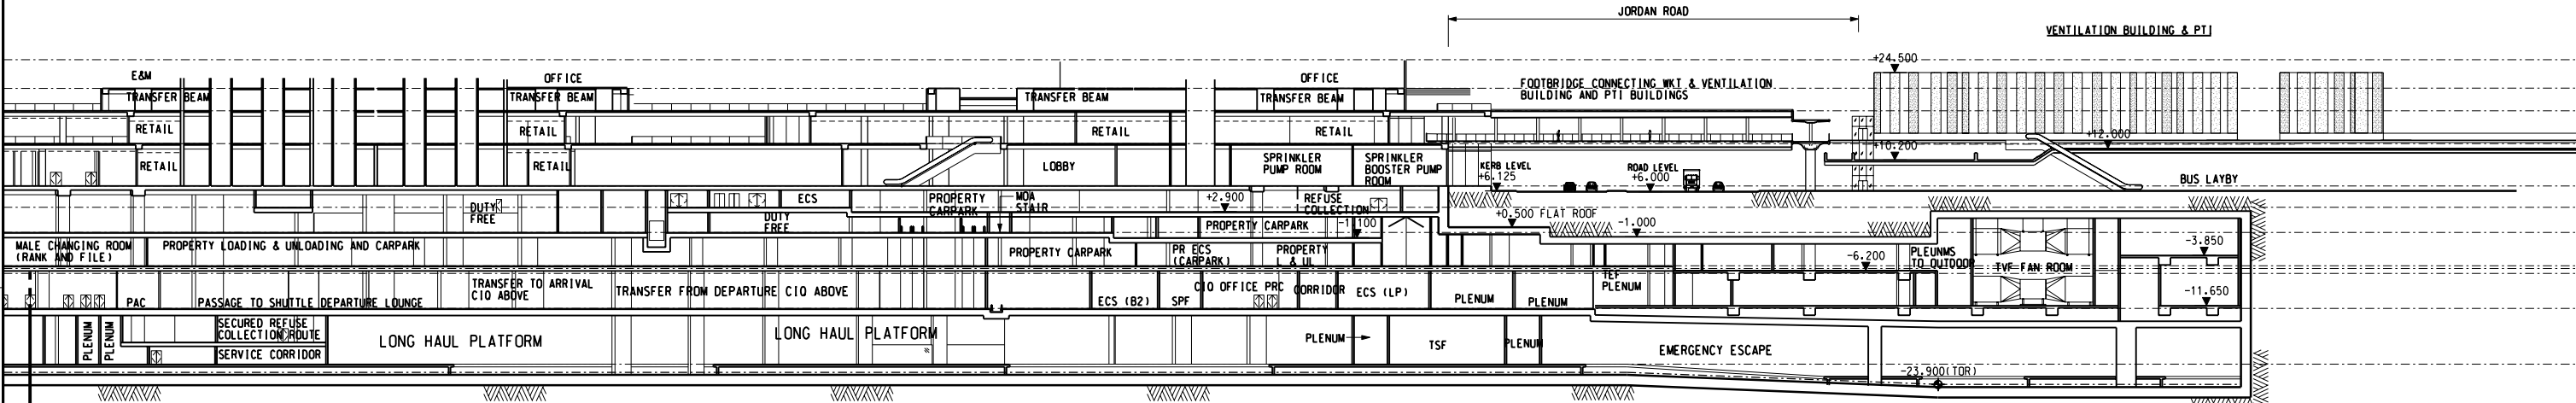 JORDAN ROAD
VENTILATION BUILDING & PTI
+24.500
E&M
OFFICE
OFFICE
FOOTBRIDGE CONNECTING WKT & VENTILATION
BUILDING AND PTI BUILDINGS
TRANSFER BEAM
TRANSFER BEAM
TRANSFER BEAM
TRANSFER BEAM
RETAIL
RETAIL
RETAIL
RETAIL
+12.000
+10.200
RETAIL
RETAIL
LOBBY
SPRINKLER
PUMP ROOM
SPRINKLER
BOOSTER PUMP
ROOM
KERB LEVEL
+6.125
ROAD LEVEL
+6.000
BUS LAYBY
DUTY
FREE
ECS
DUTY
FREE
PROPERTY
CARPARK
MOA
STAIR
+2.900
REFUSE
COLLECTION
PROPERTY CARPARK
-1.100
+0.500 FLAT ROOF
-1.000
MALE CHANGING ROOM
(RANK AND FILE)
PROPERTY LOADING & UNLOADING AND CARPARK
PROPERTY CARPARK
PR ECS
(CARPARK)
PROPERTY
L & UL
-6.200
PLEUNMS
TO OUTDOOR
TVF FAN ROOM
-3.850
PAC
PASSAGE TO SHUTTLE DEPARTURE LOUNGE
TRANSFER TO ARRIVAL
CIQ ABOVE
TRANSFER FROM DEPARTURE CIQ ABOVE
ECS (B2)
SPF
CIQ OFFICE PRC
CORRIDOR
ECS (LP)
PLENUM
PLENUM
TEF
PLENUM
-11.650
PLENUM
PLENUM
SECURED REFUSE
COLLECTION ROUTE
SERVICE CORRIDOR
LONG HAUL PLATFORM
LONG HAUL PLATFORM
PLENUM
TSF
PLENUM
EMERGENCY ESCAPE
-23.900(TOR)